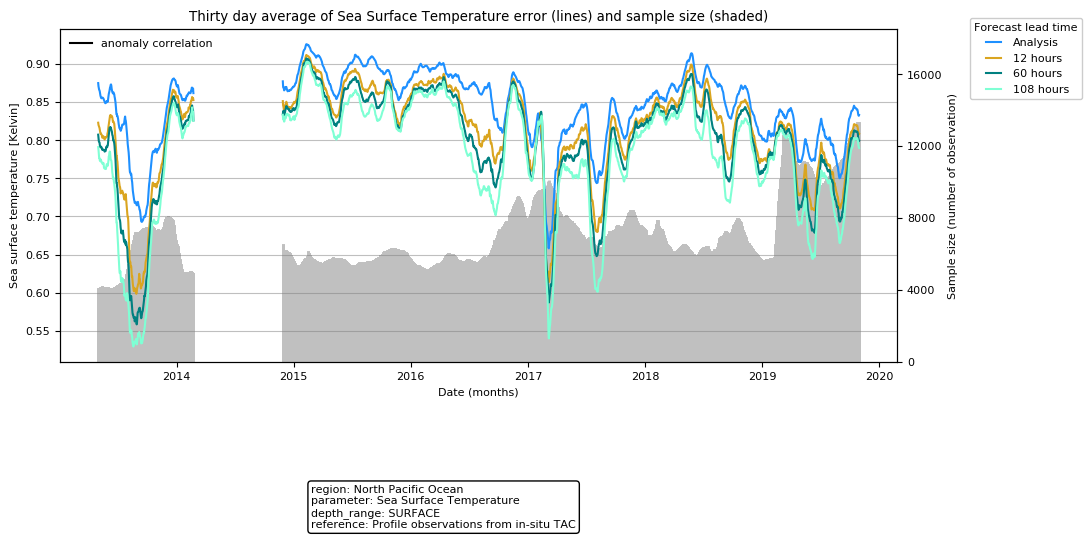 Thirty day average of Sea Surface Temperature error (lines) and sample size (shaded)
Forecast lead time
Analysis
12 hours
60 hours
108 hours
anomaly correlation
Sea surface temperature [Kelvin]
0.90
0.85
0.80
0.75
0.70
0.65
0.60
0.55
16000
12000
8000
4000
0
Sample size (number of observation)
2014
2015
2016
2017
2018
2019
2020
Date (months)
region: North Pacific Ocean
parameter: Sea Surface Temperature
depth_range: SURFACE
reference: Profile observations from in-situ TAC